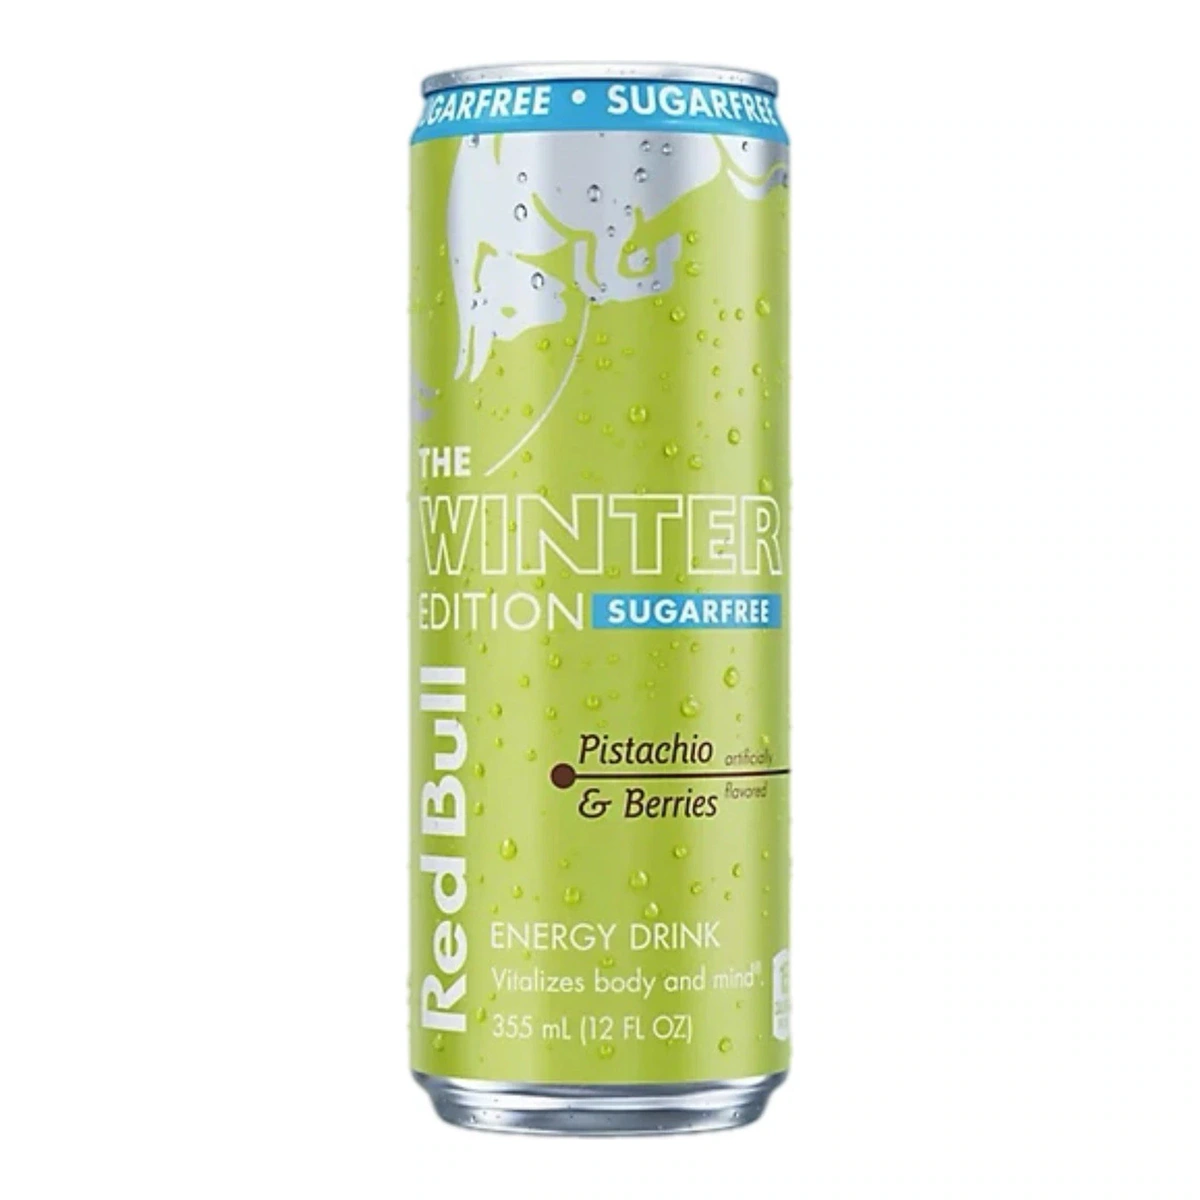 SUGARFREE • SUGARFREE
THE
WINTER
EDITION SUGARFREE
Red Bull
Pistachio artificially
& Berries flavored
ENERGY DRINK
Vitalizes body and mind®.
355 mL (12 FL OZ)